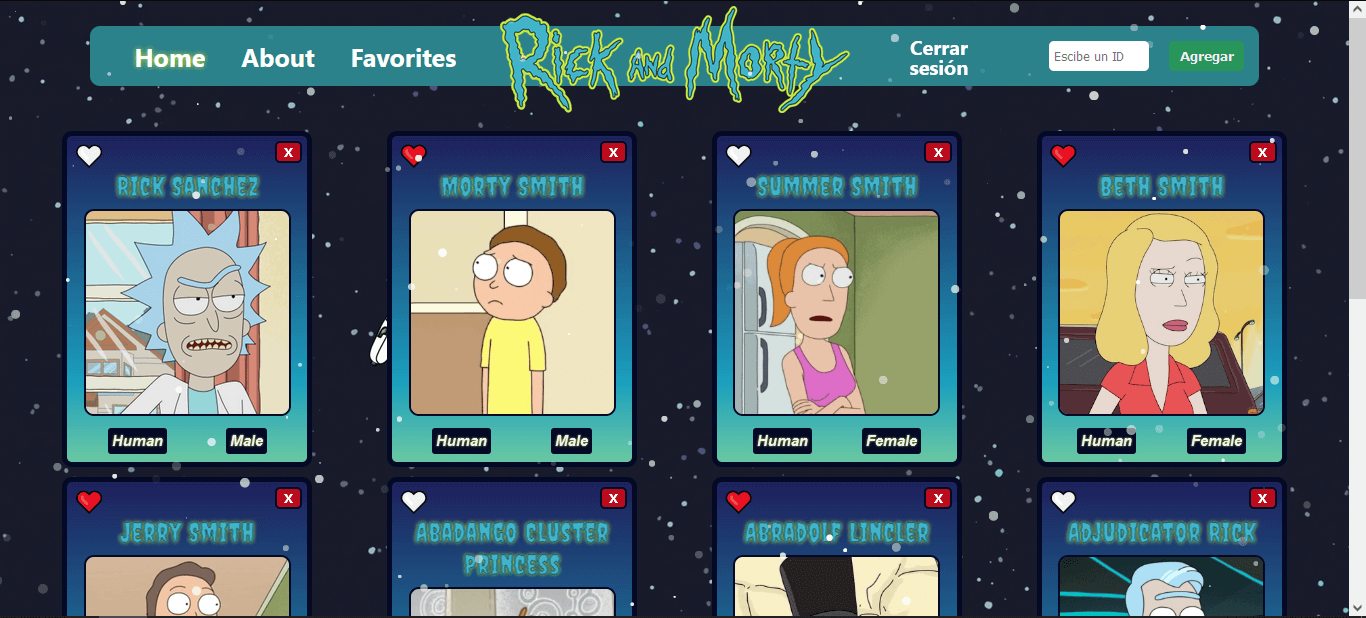 Home About Favorites
Rick and Morty
Cerrar
sesión
Escribe un ID
Agregar
X X X X
RICK SANCHEZ
MORTY SMITH
SUMMER SMITH
BETH SMITH
Human Male
Human Male
Human Female
Human Female
X X X X
JERRY SMITH
ABADANGO CLUSTER
PRINCESS
ABRADOLF LINCLER
ADJUDICATOR RICK